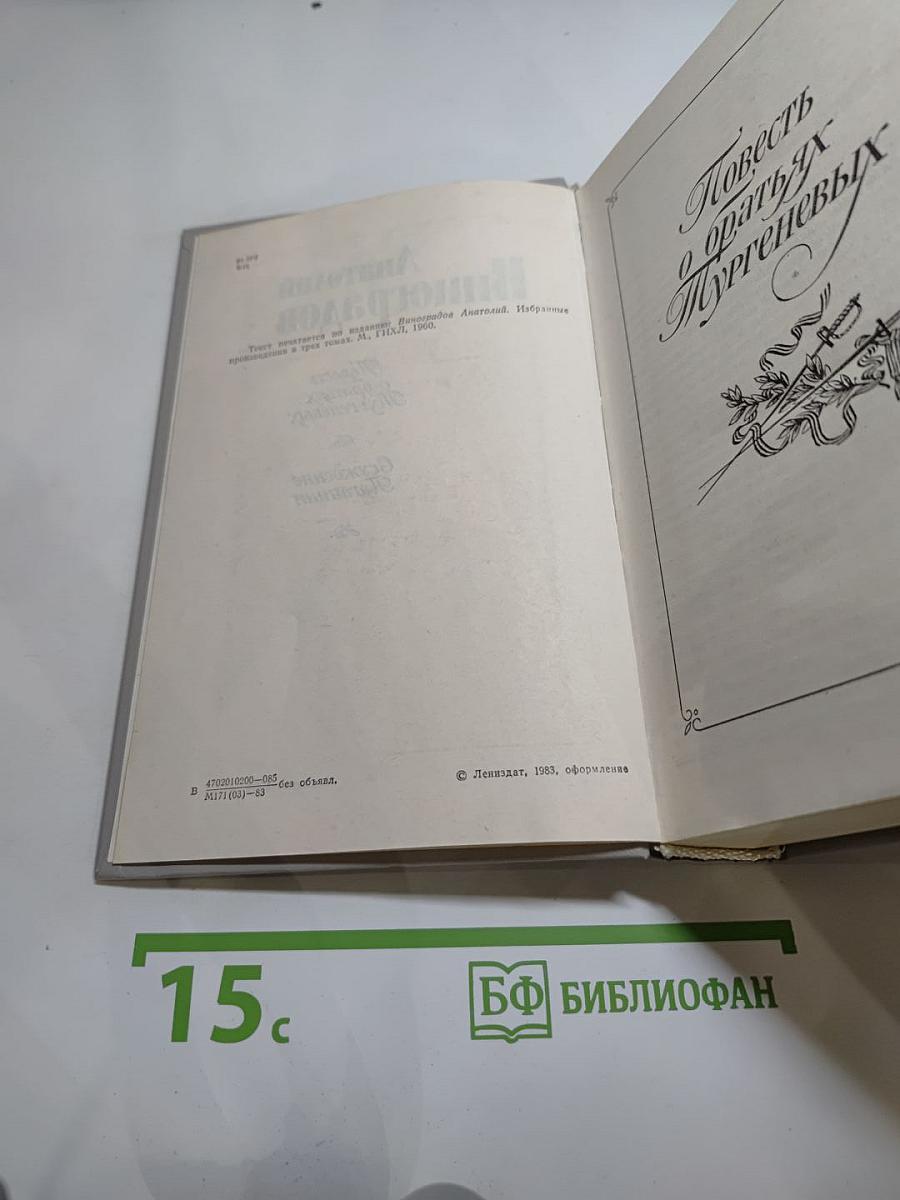 Текст печатается по изданию: Виноградов Анатолий. Избранные
произведения в трех томах. М., ГИХЛ, 1960.
В 4702010200—085 без объявл.
М171(03)—83
© Лениздат, 1983, оформление
Повесть
о братьях
Тургеневых
15 с
БФ БИБЛИОФАН